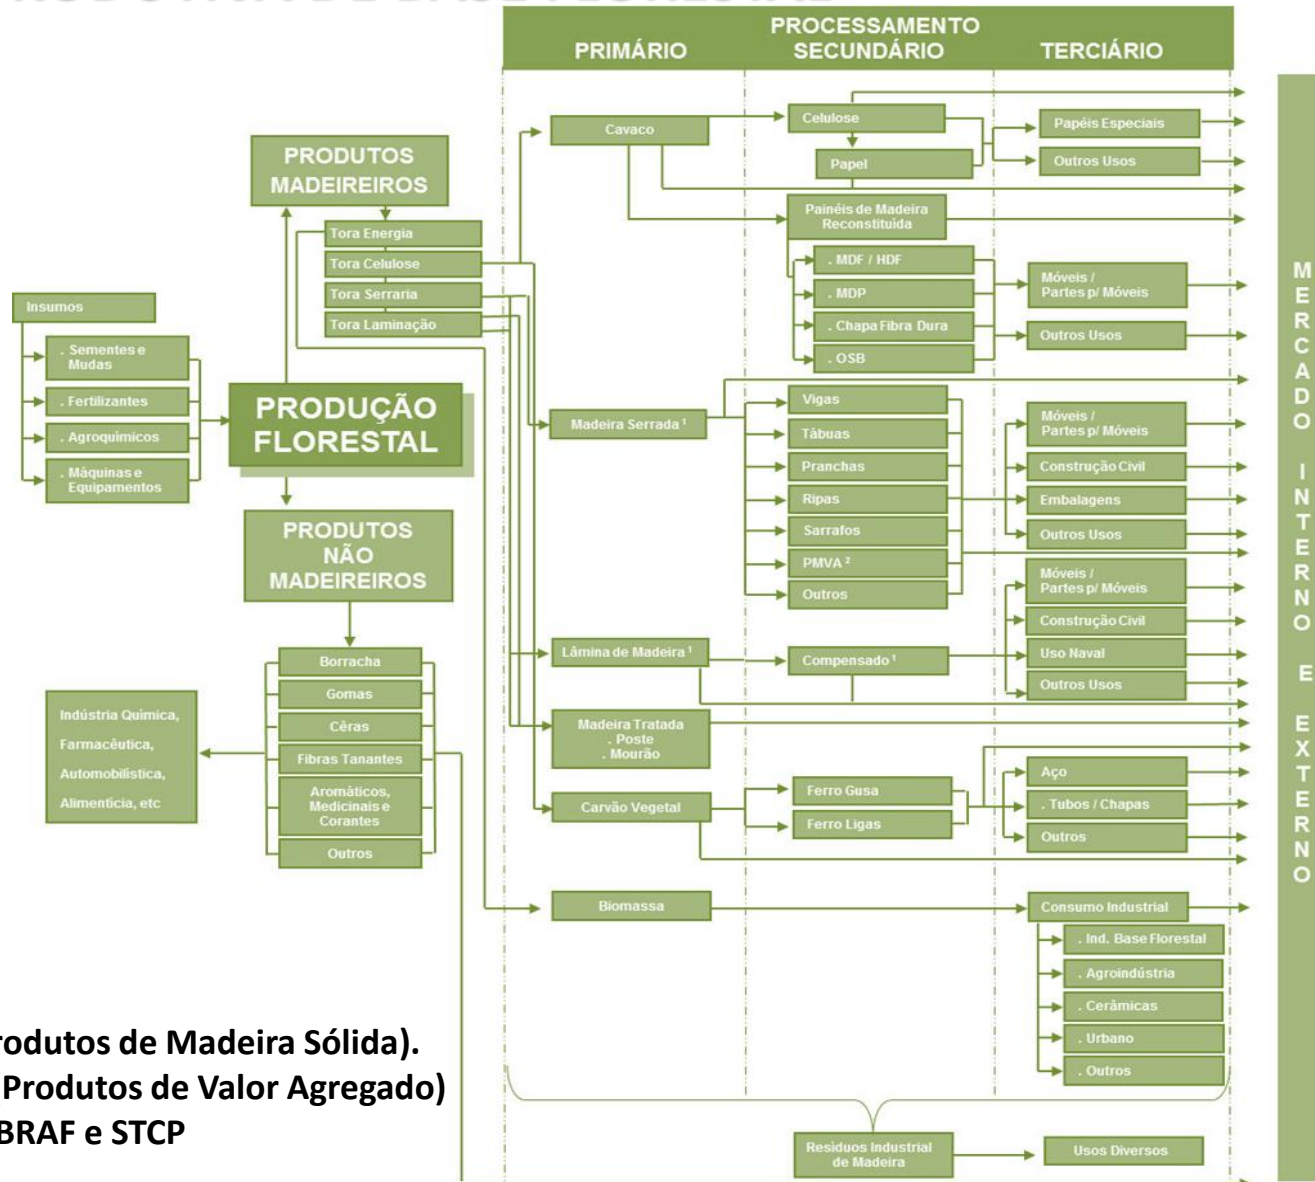 PROCESSAMENTO
PRIMÁRIO
SECUNDÁRIO
TERCIÁRIO
PRODUTOS
MADEIREIROS
Tora Energia
Tora Celulose
Tora Serraria
Tora Laminação
Insumos
. Sementes e
Mudas
. Fertilizantes
. Agroquímicos
. Máquinas e
Equipamentos
PRODUÇÃO
FLORESTAL
PRODUTOS
NÃO
MADEIREIROS
Borracha
Gomas
Cêras
Fibras Tanantes
Aromáticos,
Medicinais e
Corantes
Outros
Indústria Química,
Farmacêutica,
Automobilística,
Alimentícia, etc
Cavaco
Celulose
Papel
Papéis Especiais
Outros Usos
Painéis de Madeira
Reconstituída
. MDF / HDF
. MDP
. Chapa Fibra Dura
. OSB
Móveis /
Partes p/ Móveis
Outros Usos
Madeira Serrada ¹
Vigas
Tábuas
Pranchas
Ripas
Sarrafos
PMVA ²
Outros
Móveis /
Partes p/ Móveis
Construção Civil
Embalagens
Outros Usos
Lâmina de Madeira ¹
Compensado ¹
Móveis /
Partes p/ Móveis
Construção Civil
Uso Naval
Outros Usos
Madeira Tratada
. Poste
. Mourão
Carvão Vegetal
Ferro Gusa
Ferro Ligas
Aço
. Tubos / Chapas
Outros
Biomassa
Consumo Industrial
. Ind. Base Florestal
. Agroindústria
. Cerâmicas
. Urbano
. Outros
Resíduos Industrial
de Madeira
Usos Diversos
MERCADO INTERNO E EXTERNO
rodutos de Madeira Sólida).
Produtos de Valor Agregado)
BRAF e STCP